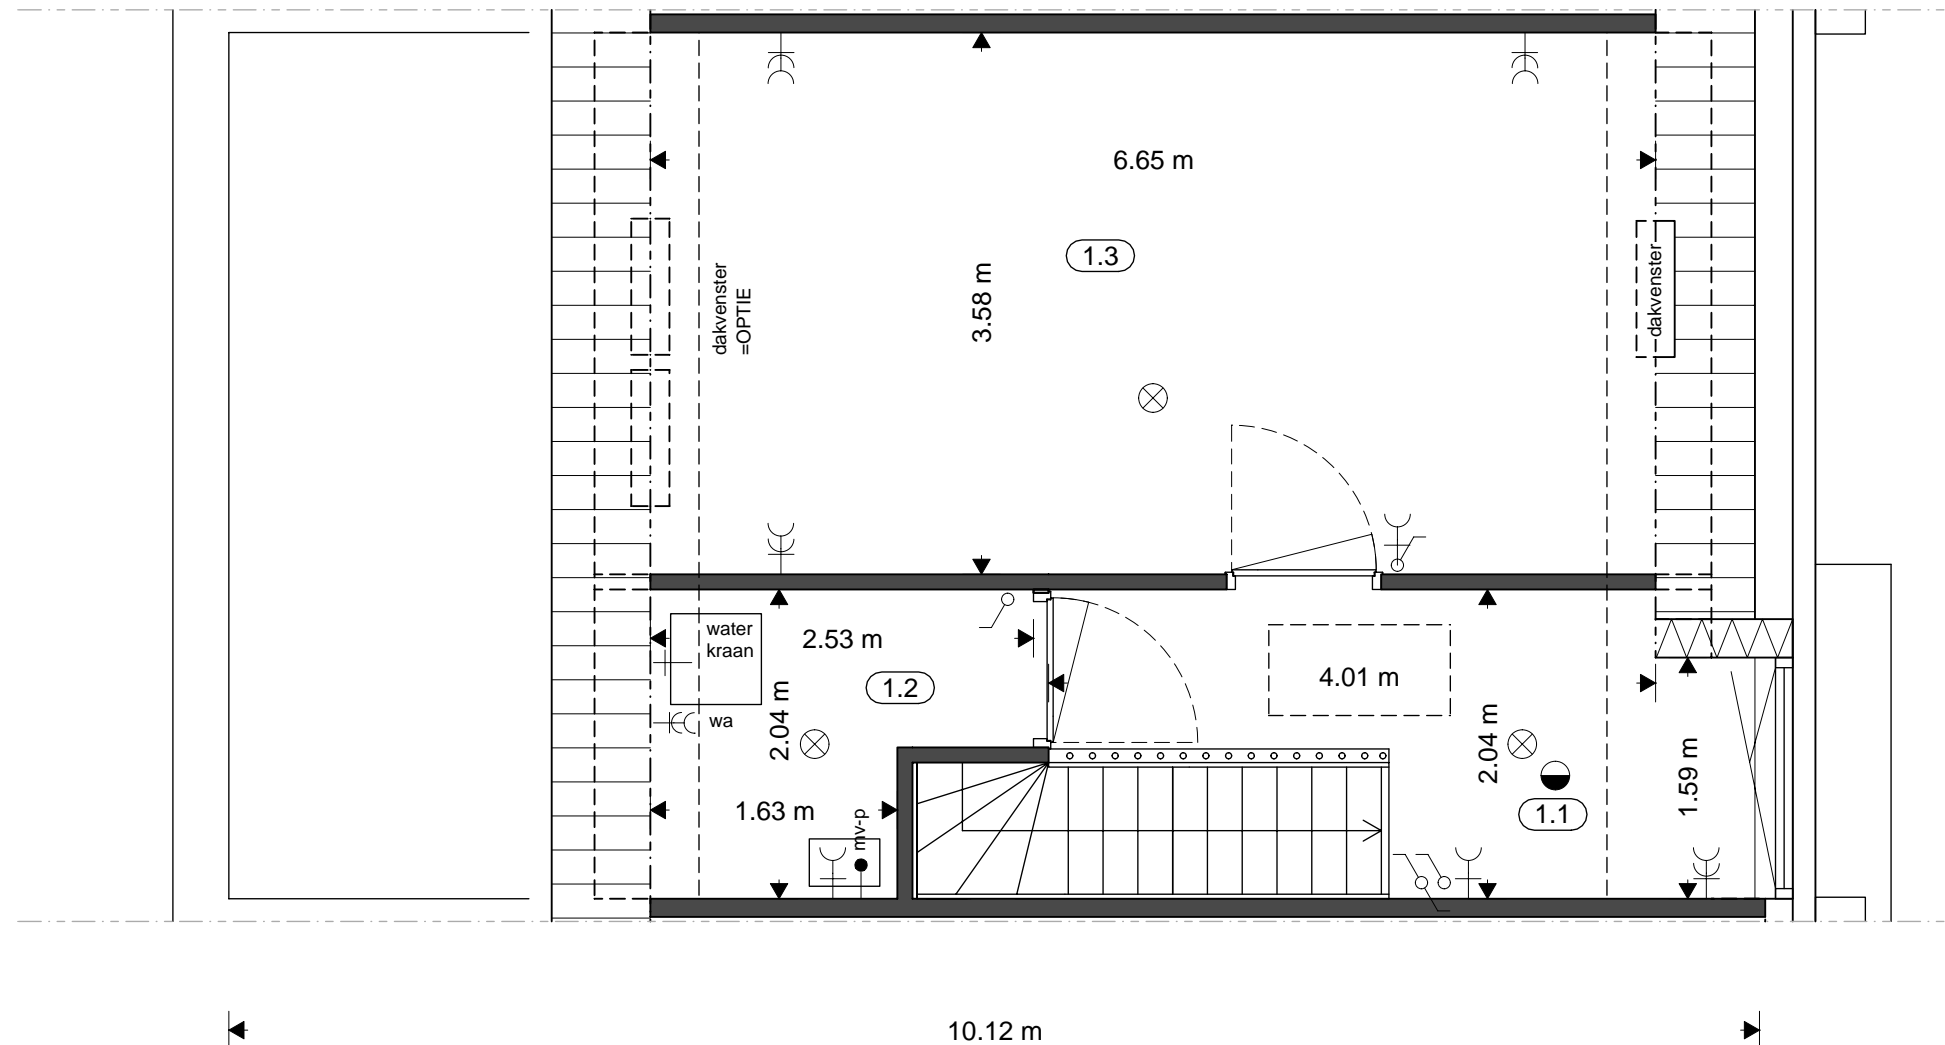 6.65 m
1.3
3.58 m
dakvenster
=OPTIE
dakvenster
water
kraan
2.53 m
1.2
4.01 m
wa
2.04 m
2.04 m
1.59 m
1.63 m
mv-p
1.1
10.12 m